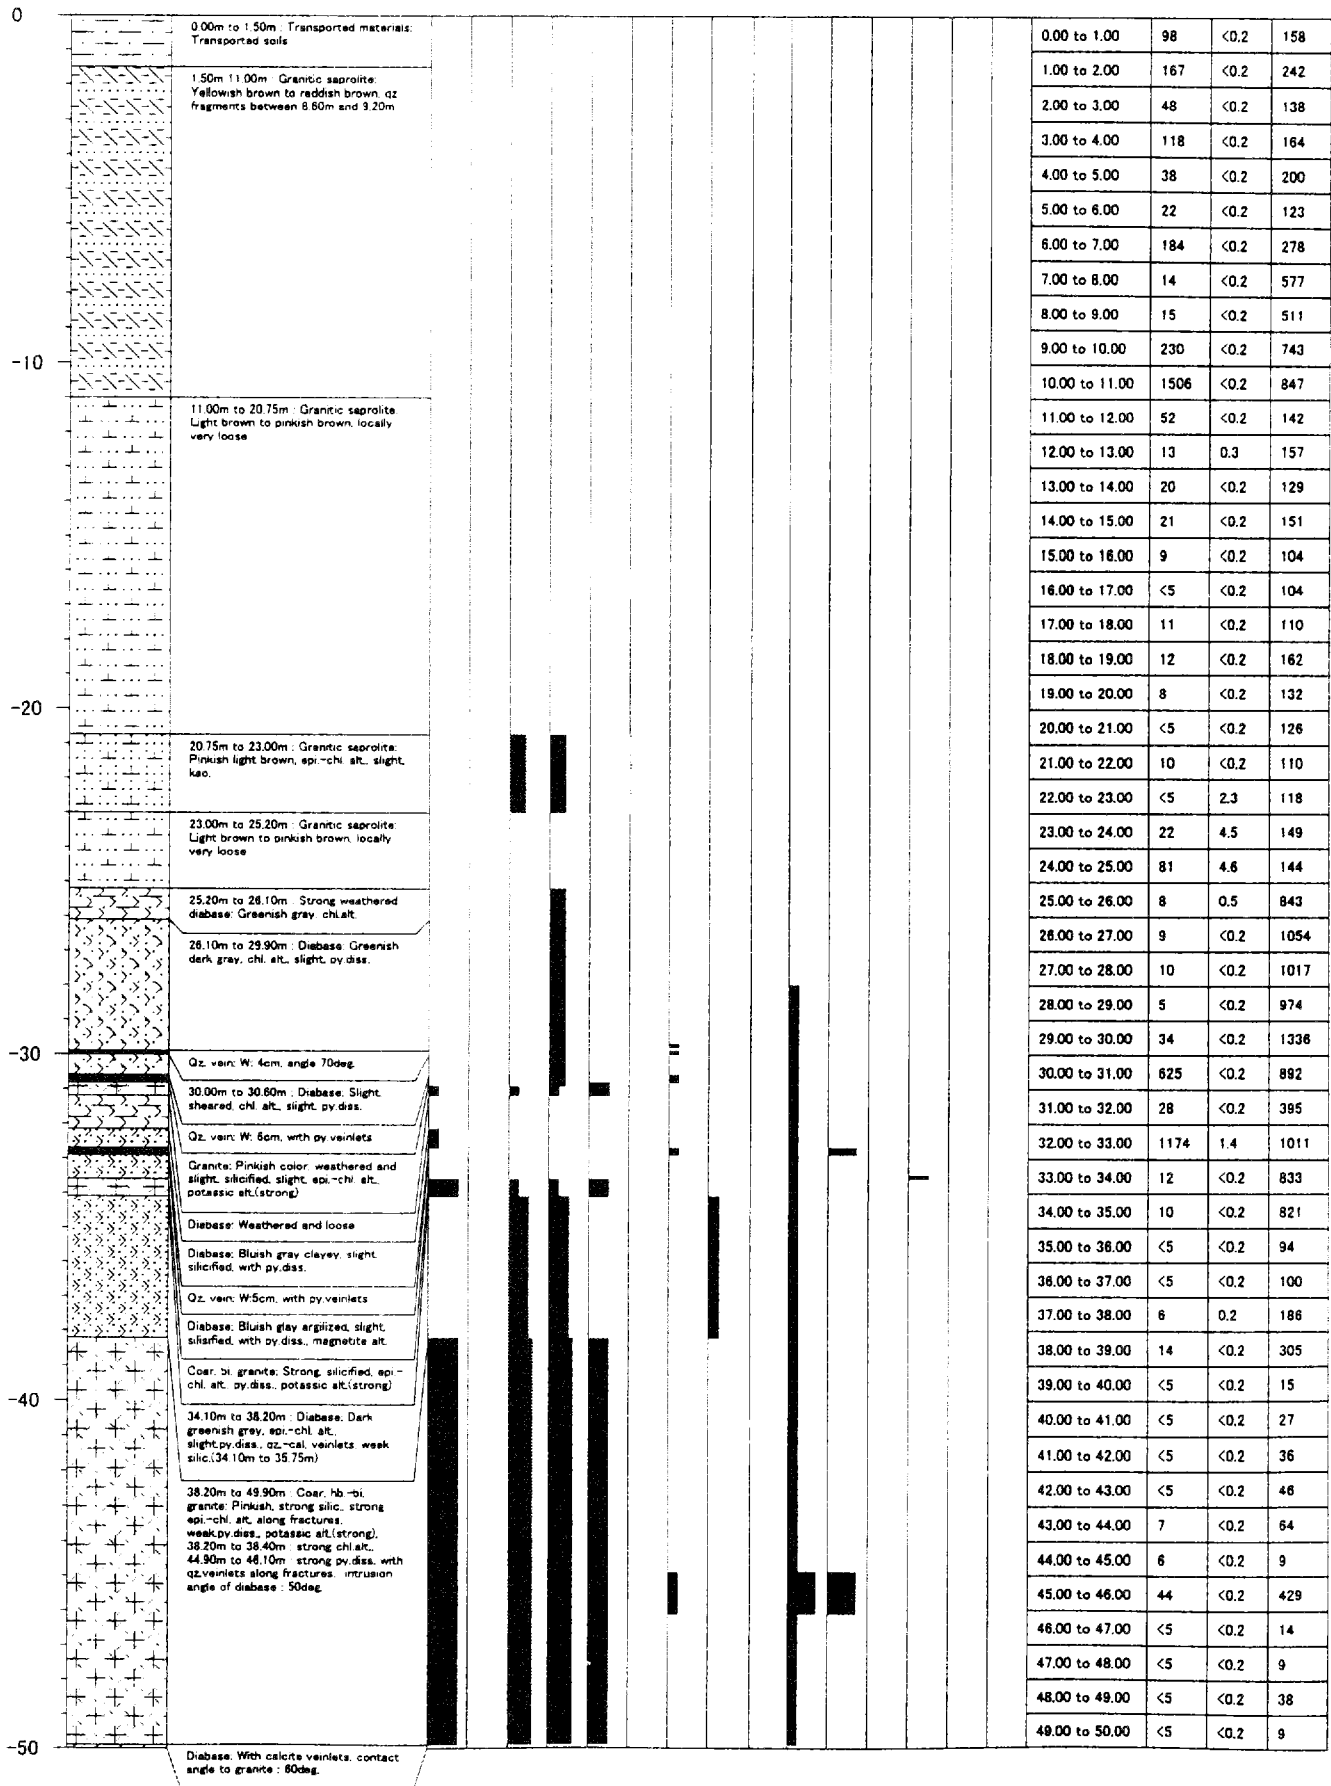 0
0.00m to 1.50m : Transported materials:
Transported soils
1.50m 11.00m : Granitic saprolite:
Yellowish brown to reddish brown, qz
fragments between 8.60m and 9.20m
-10
11.00m to 20.75m : Granitic saprolite:
Light brown to pinkish brown, locally
very loose
-20
20.75m to 23.00m : Granitic saprolite:
Pinkish light brown, epi.-chl. alt., slight.
kao.
23.00m to 25.20m : Granitic saprolite:
Light brown to pinkish brown, locally
very loose
25.20m to 26.10m : Strong weathered
diabase: Greenish gray, chl.alt.
26.10m to 29.90m : Diabase: Greenish
dark gray, chl. alt., slight. py.diss.
-30
Qz. vein: W: 4cm, angle 70deg.
30.00m to 30.60m : Diabase: Slight.
sheared, chl. alt., slight. py.diss.
Qz. vein: W: 6cm, with py.veinlets
Granite: Pinkish color, weathered and
slight. silicified, slight. epi.-chl. alt.,
potassic alt.(strong)
Diabase: Weathered and loose
Diabase: Bluish gray clayey, slight.
silicified, with py.diss.
Qz. vein: W:5cm, with py.veinlets
Diabase: Bluish glay argilized, slight.
silisified, with py.diss., magnetite alt.
Coar. bi. granite: Strong. silicified, epi.-
chl. alt., py.diss., potassic alt.(strong)
34.10m to 38.20m : Diabase: Dark
greenish grey, epi.-chl. alt.,
slight.py.diss., qz.-cal. veinlets, weak
silic.(34.10m to 35.75m)
-40
38.20m to 49.90m : Coar. hb.-bi.
granite: Pinkish, strong silic., strong
epi.-chl. alt. along fractures,
weak.py.diss., potassic alt.(strong),
38.20m to 38.40m : strong chl.alt.,
44.90m to 46.10m : strong py.diss. with
qz.veinlets along fractures. intrusion
angle of diabase : 50deg.
-50
Diabase: With calcite veinlets, contact
angle to granite : 60deg.
0.00 to 1.00 98 <0.2 158
1.00 to 2.00 167 <0.2 242
2.00 to 3.00 48 <0.2 138
3.00 to 4.00 118 <0.2 164
4.00 to 5.00 38 <0.2 200
5.00 to 6.00 22 <0.2 123
6.00 to 7.00 184 <0.2 278
7.00 to 8.00 14 <0.2 577
8.00 to 9.00 15 <0.2 511
9.00 to 10.00 230 <0.2 743
10.00 to 11.00 1506 <0.2 847
11.00 to 12.00 52 <0.2 142
12.00 to 13.00 13 0.3 157
13.00 to 14.00 20 <0.2 129
14.00 to 15.00 21 <0.2 151
15.00 to 16.00 9 <0.2 104
16.00 to 17.00 <5 <0.2 104
17.00 to 18.00 11 <0.2 110
18.00 to 19.00 12 <0.2 162
19.00 to 20.00 8 <0.2 132
20.00 to 21.00 <5 <0.2 126
21.00 to 22.00 10 <0.2 110
22.00 to 23.00 <5 2.3 118
23.00 to 24.00 22 4.5 149
24.00 to 25.00 81 4.6 144
25.00 to 26.00 8 0.5 843
26.00 to 27.00 9 <0.2 1054
27.00 to 28.00 10 <0.2 1017
28.00 to 29.00 5 <0.2 974
29.00 to 30.00 34 <0.2 1336
30.00 to 31.00 625 <0.2 892
31.00 to 32.00 28 <0.2 395
32.00 to 33.00 1174 1.4 1011
33.00 to 34.00 12 <0.2 833
34.00 to 35.00 10 <0.2 821
35.00 to 36.00 <5 <0.2 94
36.00 to 37.00 <5 <0.2 100
37.00 to 38.00 6 0.2 186
38.00 to 39.00 14 <0.2 305
39.00 to 40.00 <5 <0.2 15
40.00 to 41.00 <5 <0.2 27
41.00 to 42.00 <5 <0.2 36
42.00 to 43.00 <5 <0.2 46
43.00 to 44.00 7 <0.2 64
44.00 to 45.00 6 <0.2 9
45.00 to 46.00 44 <0.2 429
46.00 to 47.00 <5 <0.2 14
47.00 to 48.00 <5 <0.2 9
48.00 to 49.00 <5 <0.2 38
49.00 to 50.00 <5 <0.2 9